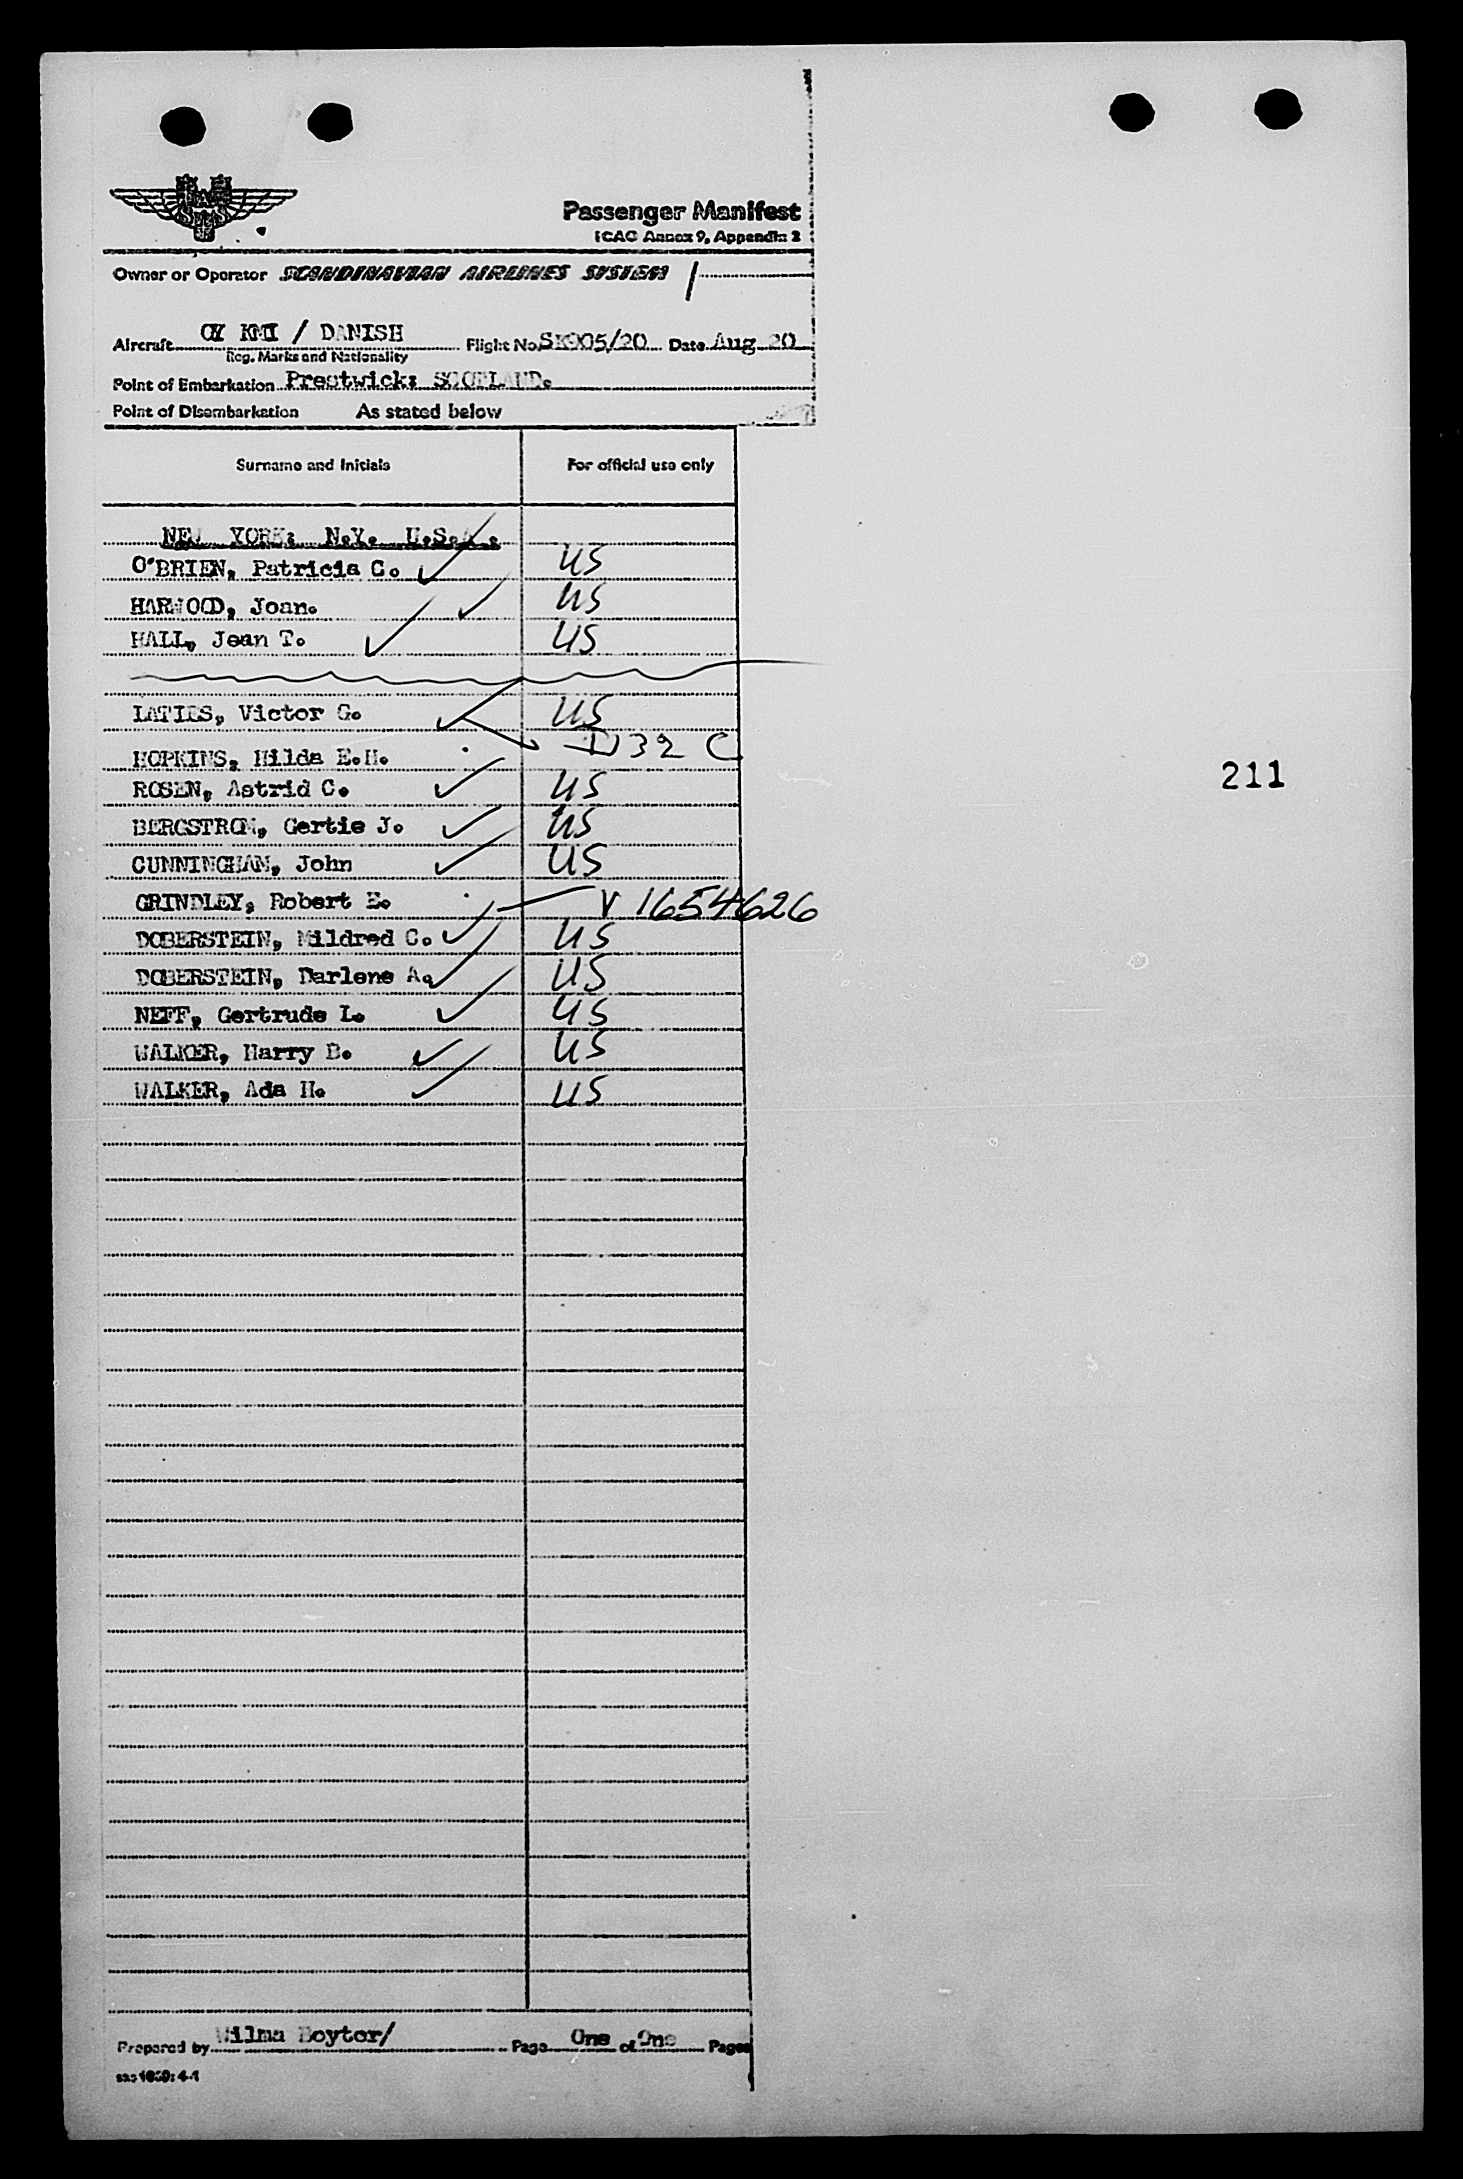 SAS
Passenger Manifest
ICAO Annex 9, Appendix 2
Owner or Operator SCANDINAVIAN AIRLINES SYSTEM
Aircraft OY KMI / DANISH Flight No. SK905/20 Date Aug 20
Reg. Marks and Nationality
Point of Embarkation Prestwick: SCOTLAND.
Point of Disembarkation As stated below
Surname and Initials For official use only
NEW YORK: N.Y. U.S.A.
O'BRIEN, Patricia C. US
HARWOOD, Joan. US
HALL, Jean T. US
LATIES, Victor G. US
HOPKINS, Hilda E.H. D 32 C
ROSEN, Astrid C. US
BERGSTROM, Gertie J. US
CUNNINGHAM, John US
GRINDLEY, Robert E. V 1654626
DOBERSTEIN, Mildred C. US
DOBERSTEIN, Darlene A. US
NEFF, Gertrude L. US
WALKER, Harry B. US
WALKER, Ada H. US
211
Prepared by Wilma Boyter/ Page One of One Pages